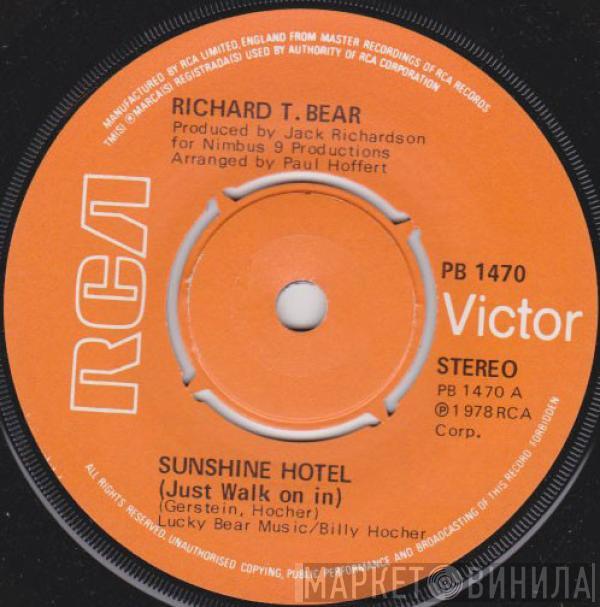 MANUFACTURED BY RCA LIMITED, ENGLAND FROM MASTER RECORDINGS OF RCA RECORDS
TM(S) ® MARCA(S) REGISTRADA(S) USED BY AUTHORITY OF RCA CORPORATION
RICHARD T. BEAR
Produced by Jack Richardson
for Nimbus 9 Productions
Arranged by Paul Hoffert
RCA
PB 1470
Victor
STEREO
PB 1470 A
℗ 1978 RCA
Corp.
SUNSHINE HOTEL
(Just Walk on in)
(Gerstein, Hocher)
Lucky Bear Music/Billy Hocher
ALL RIGHTS RESERVED. UNAUTHORISED COPYING, PUBLIC PERFORMANCE AND BROADCASTING OF THIS RECORD FORBIDDEN
МАРКЕТ ВИНИЛА